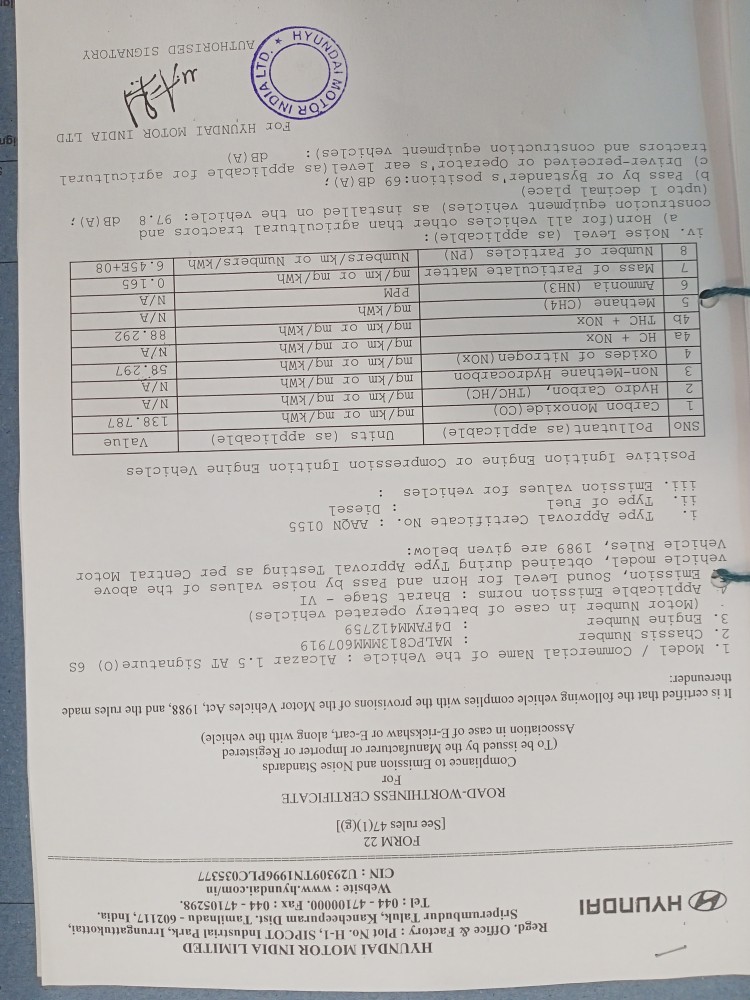 HYUNDAI
HYUNDAI MOTOR INDIA LIMITED
Regd. Office & Factory : Plot No. H-1, SIPCOT Industrial Park, Irrungattukottai,
Sriperumbudur Taluk, Kancheepuram Dist. Tamilnadu - 602117, India.
Tel : 044 - 47100000. Fax : 044 - 47105298.
Website : www.hyundai.com/in
CIN : U29309TN1996PLC035377
FORM 22
[See rules 47(1)(g)]
ROAD-WORTHINESS CERTIFICATE
For
Compliance to Emission and Noise Standards
(To be issued by the Manufacturer or Importer or Registered
Association in case of E-rickshaw or E-cart, along with the vehicle)
It is certified that the following vehicle complies with the provisions of the Motor Vehicles Act, 1988, and the rules made
thereunder:
1. Model / Commercial Name of the Vehicle : Alcazar 1.5 AT Signature(O) 6S
2. Chassis Number : MALPC813MMM607919
3. Engine Number : D4FAMM412759
(Motor Number in case of battery operated vehicles)
4. Applicable Emission norms : Bharat Stage - VI
Emission, Sound Level for Horn and Pass by noise values of the above
vehicle model, obtained during Type Approval Testing as per Central Motor
Vehicle Rules, 1989 are given below:
i. Type Approval Certificate No. : AAQN 0155
ii. Type of Fuel : Diesel
iii. Emission values for vehicles :
Positive Ignition Engine or Compression Ignition Engine Vehicles
SNo Pollutant(as applicable) Units (as applicable) Value
1 Carbon Monoxide(CO) mg/km or mg/kWh 138.787
2 Hydro Carbon, (THC/HC) mg/km or mg/kWh N/A
3 Non-Methane Hydrocarbon mg/km or mg/kWh N/A
4 Oxides of Nitrogen(NOx) mg/km or mg/kWh 58.297
4a HC + NOx mg/km or mg/kWh N/A
4b THC + NOx mg/km or mg/kWh 88.292
5 Methane (CH4) mg/kWh N/A
6 Ammonia (NH3) PPM N/A
7 Mass of Particulate Matter mg/km or mg/kWh 0.165
8 Number of Particles (PN) Numbers/km or Numbers/kWh 6.45E+08
iv. Noise Level (as applicable):
a) Horn(for all vehicles other than agricultural tractors and
construcion equipment vehicles) as installed on the vehicle: 97.8 dB(A);
(upto 1 decimal place)
b) Pass by or Bystander's position:69 dB(A);
c) Driver-perceived or Operator's ear level(as applicable for agricultural
tractors and construction equipment vehicles): dB(A)
For HYUNDAI MOTOR INDIA LTD
HYUNDAI MOTOR INDIA LTD. ★
AUTHORISED SIGNATORY